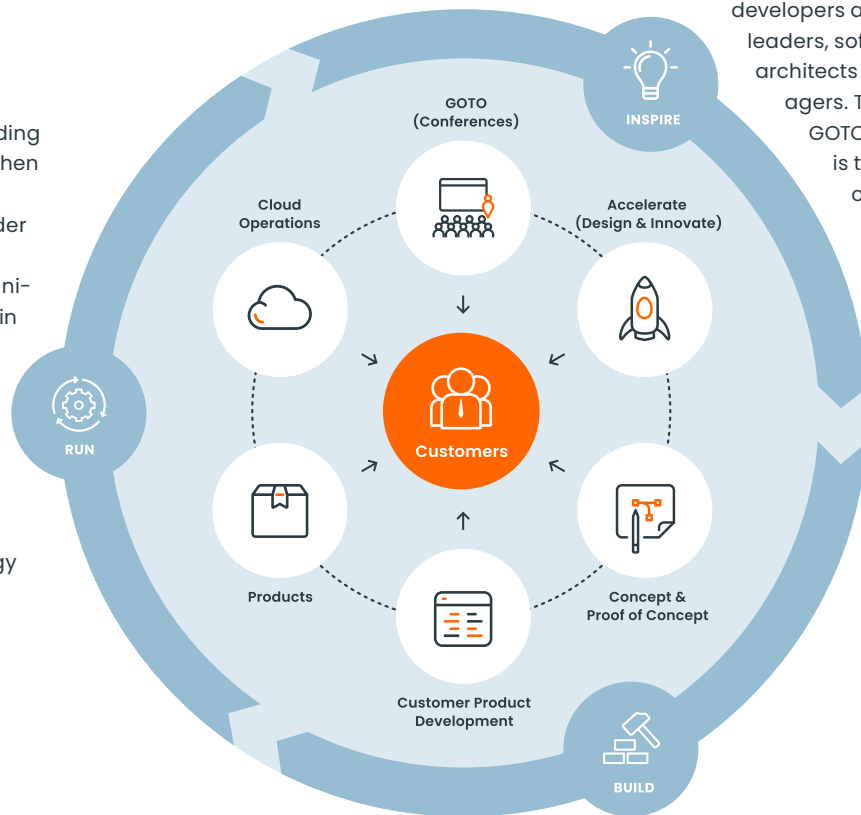 developers a
leaders, sof
architects
agers. T
GOTO
is t
ding
hen
der
ni-
in
gy
INSPIRE
GOTO
(Conferences)
Accelerate
(Design & Innovate)
Cloud
Operations
Customers
RUN
Products
Concept &
Proof of Concept
Customer Product
Development
BUILD